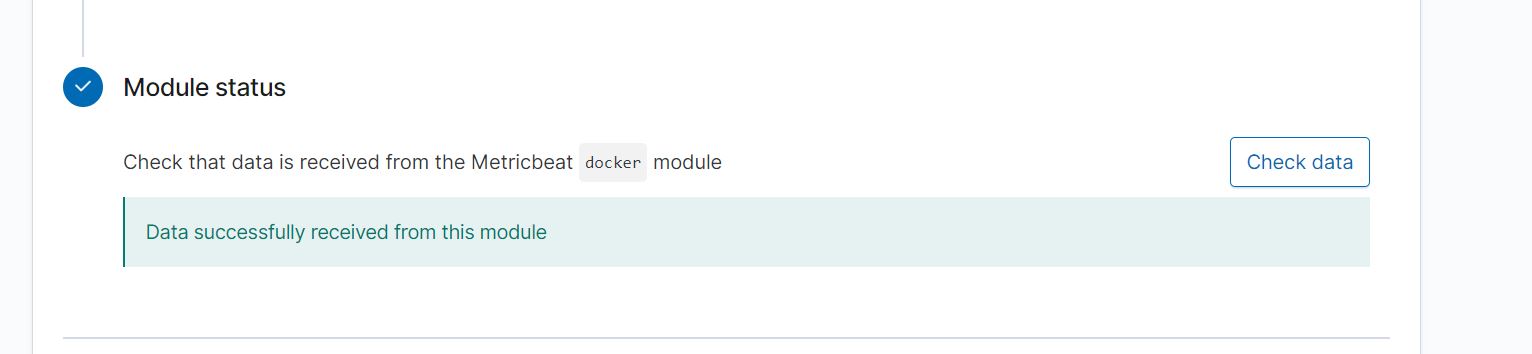 Module status
Check that data is received from the Metricbeat docker module
Check data
Data successfully received from this module